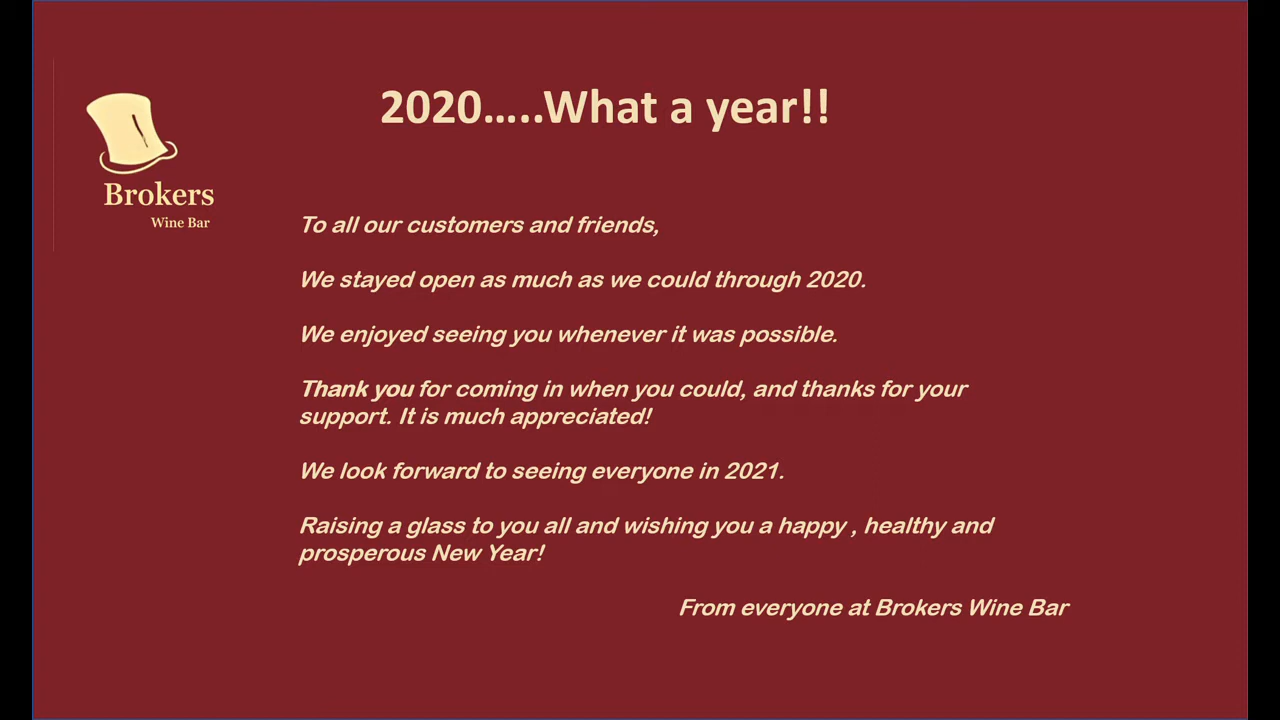 2020.....What a year!!
Brokers
Wine Bar
To all our customers and friends,
We stayed open as much as we could through 2020.
We enjoyed seeing you whenever it was possible.
Thank you for coming in when you could, and thanks for your
support. It is much appreciated!
We look forward to seeing everyone in 2021.
Raising a glass to you all and wishing you a happy , healthy and
prosperous New Year!
From everyone at Brokers Wine Bar